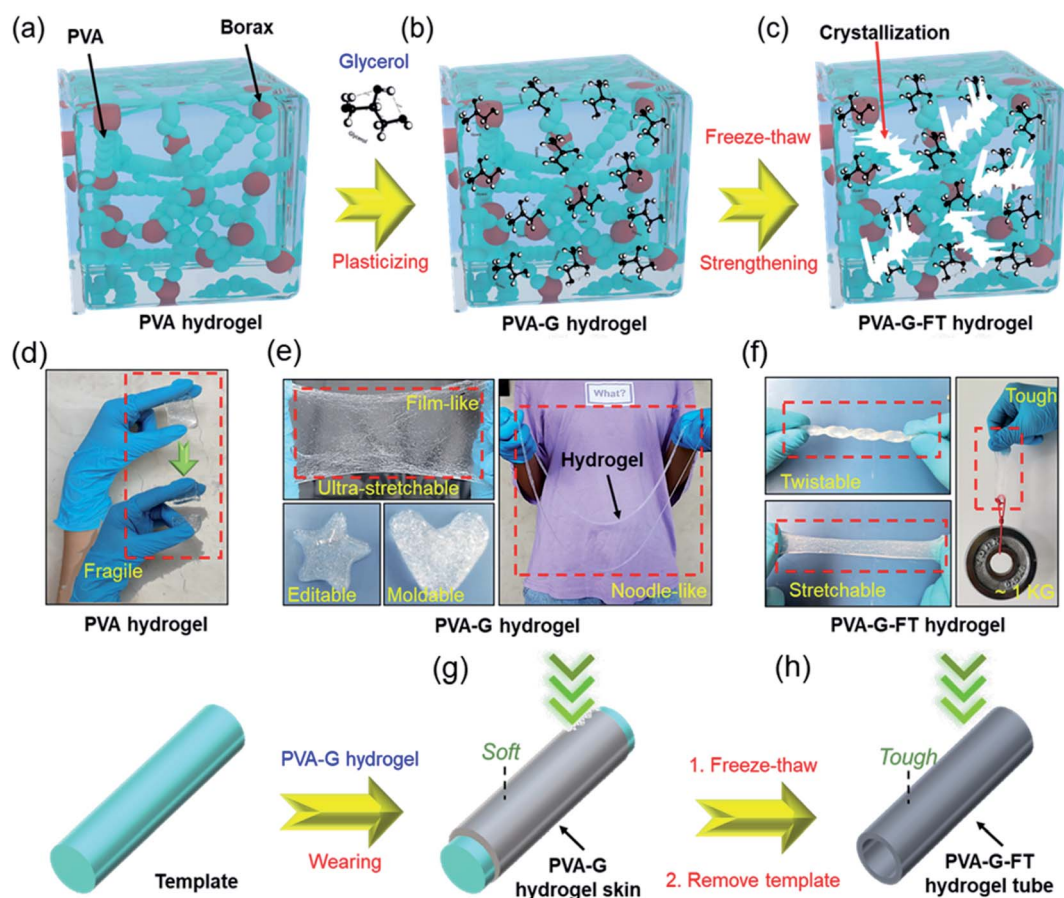 (a)
PVA
Borax
(b)
(c)
Crystallization
Glycerol
Glycerol
Plasticizing
Freeze-thaw
Strengthening
PVA hydrogel
PVA-G hydrogel
PVA-G-FT hydrogel
(d)
Fragile
PVA hydrogel
(e)
Film-like
Ultra-stretchable
Editable
Moldable
What?
Hydrogel
Noodle-like
PVA-G hydrogel
(f)
Twistable
Stretchable
Tough
~ 1 KG
PVA-G-FT hydrogel
Template
PVA-G hydrogel
Wearing
(g)
Soft
PVA-G
hydrogel skin
1. Freeze-thaw
2. Remove template
(h)
Tough
PVA-G-FT
hydrogel tube